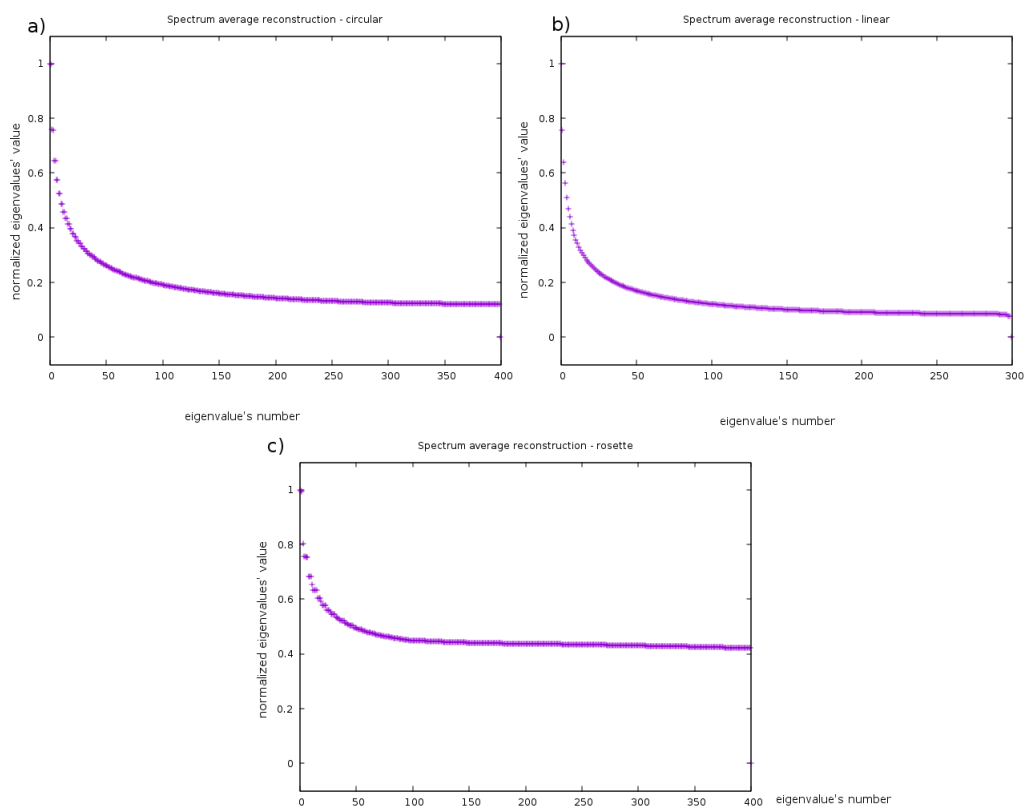 a)
Spectrum average reconstruction - circular
normalized eigenvalues' value
1
0.8
0.6
0.4
0.2
0
0 50 100 150 200 250 300 350 400
eigenvalue's number
b)
Spectrum average reconstruction - linear
normalized eigenvalues' value
1
0.8
0.6
0.4
0.2
0
0 50 100 150 200 250 300
eigenvalue's number
c)
Spectrum average reconstruction - rosette
normalized eigenvalues' value
1
0.8
0.6
0.4
0.2
0
0 50 100 150 200 250 300 350 400
eigenvalue's number